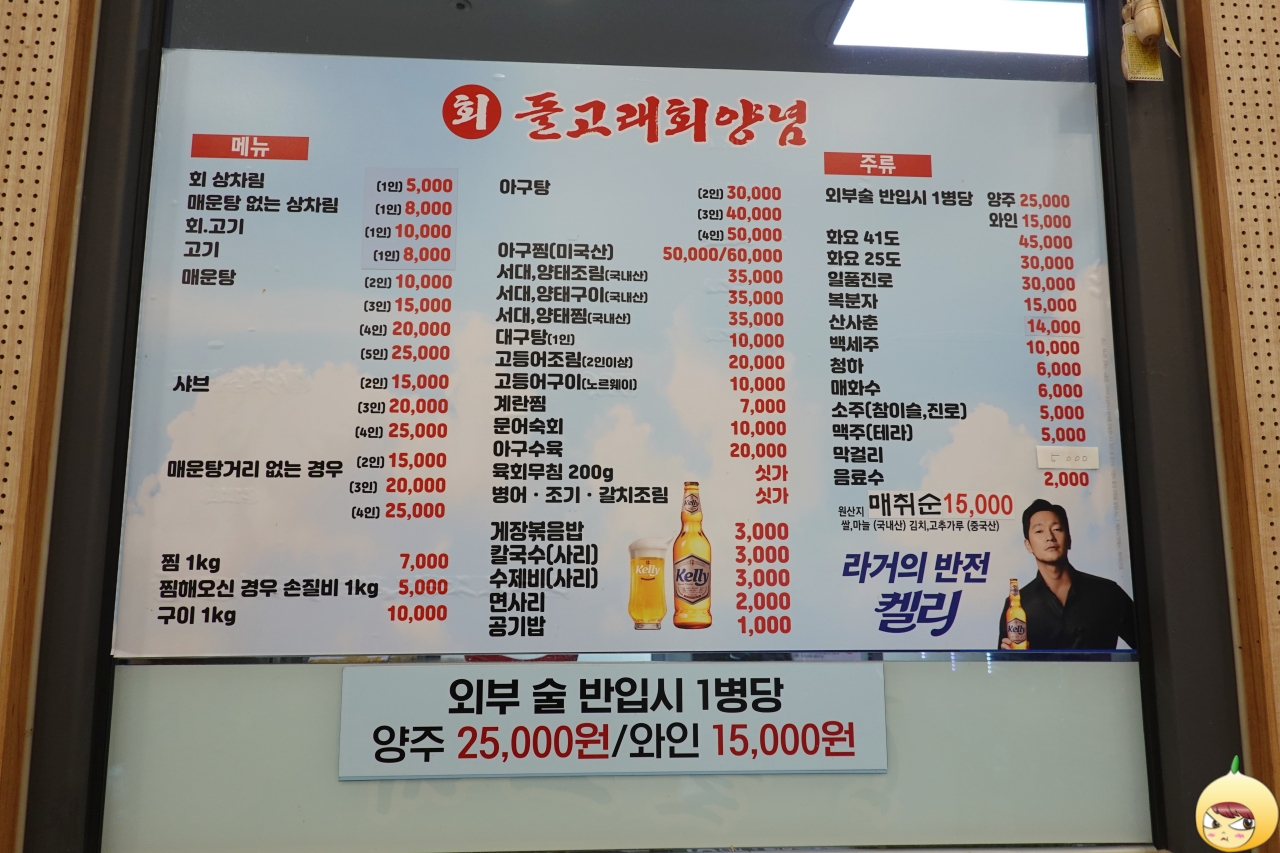 회 돌고래회양념
메뉴
회 상차림 (1인) 5,000
매운탕 없는 상차림 (1인) 8,000
회.고기 (1인) 10,000
고기 (1인) 8,000
매운탕 (2인) 10,000
(3인) 15,000
(4인) 20,000
(5인) 25,000
샤브 (2인) 15,000
(3인) 20,000
(4인) 25,000
매운탕거리 없는 경우 (2인) 15,000
(3인) 20,000
(4인) 25,000
찜 1kg 7,000
찜해오신 경우 손질비 1kg 5,000
구이 1kg 10,000
아구탕 (2인) 30,000
(3인) 40,000
(4인) 50,000
아구찜(미국산) 50,000/60,000
서대,양태조림(국내산) 35,000
서대,양태구이(국내산) 35,000
서대,양태찜(국내산) 35,000
대구탕(1인) 10,000
고등어조림(2인이상) 20,000
고등어구이(노르웨이) 10,000
계란찜 7,000
문어숙회 10,000
아구수육 20,000
육회무침 200g 싯가
병어·조기·갈치조림 싯가
게장볶음밥 3,000
칼국수(사리) 3,000
수제비(사리) 3,000
면사리 2,000
공기밥 1,000
Kelly
Kelly
Kelly
주류
외부술 반입시 1병당 양주 25,000
와인 15,000
화요 41도 45,000
화요 25도 30,000
일품진로 30,000
복분자 15,000
산사춘 14,000
백세주 10,000
청하 6,000
매화수 6,000
소주(참이슬,진로) 5,000
맥주(테라) 5,000
막걸리 5000
음료수 2,000
원산지 매취순15,000
쌀,마늘 (국내산) 김치,고추가루 (중국산)
라거의 반전
켈리
Kelly
외부 술 반입시 1병당
양주 25,000원/와인 15,000원